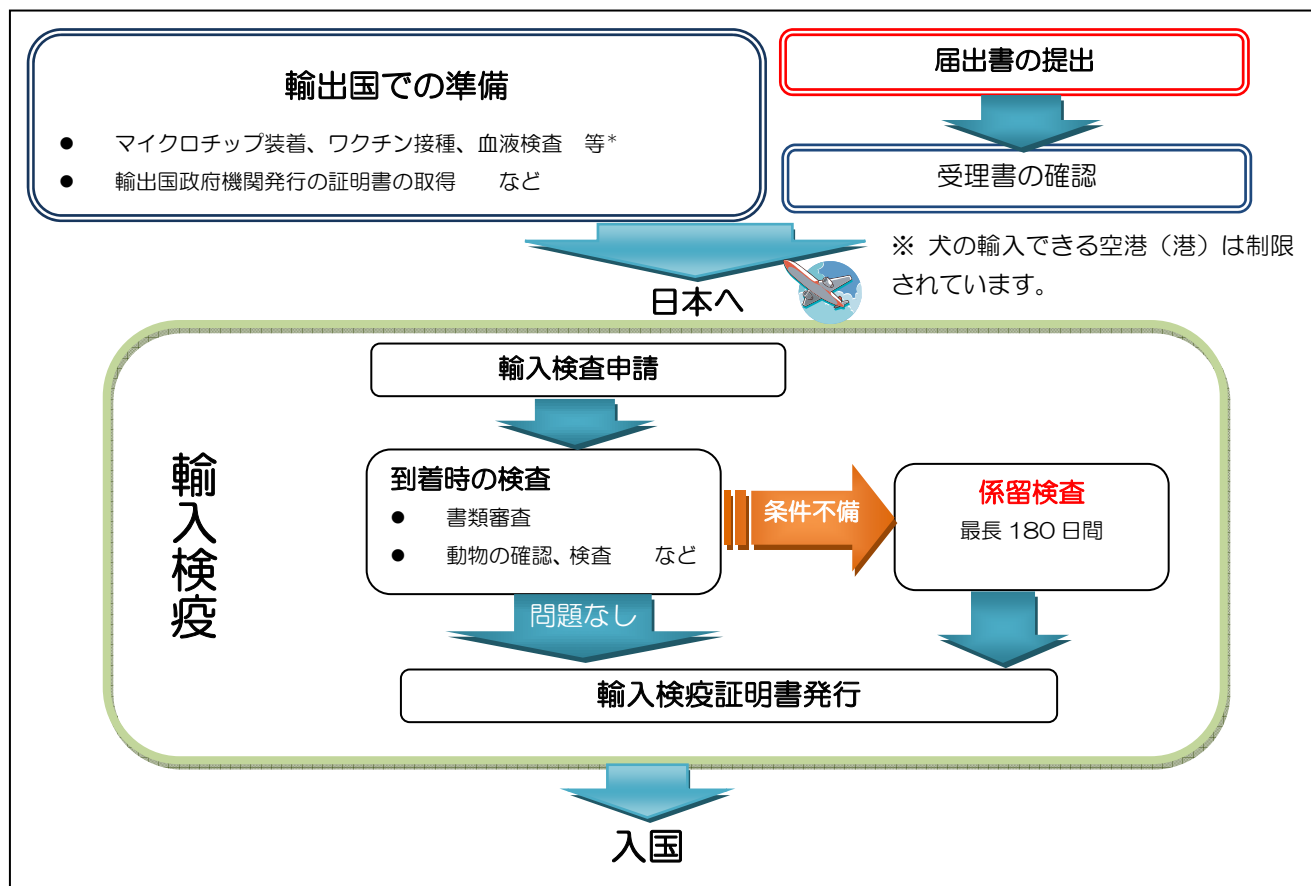 輸出国での準備
● マイクロチップ装着、ワクチン接種、血液検査　等*
● 輸出国政府機関発行の証明書の取得　　など
届出書の提出
受理書の確認
※ 犬の輸入できる空港（港）は制限
されています。
日本へ
輸入検疫
輸入検査申請
到着時の検査
● 書類審査
● 動物の確認、検査　　など
条件不備
係留検査
最長 180 日間
問題なし
輸入検疫証明書発行
入国